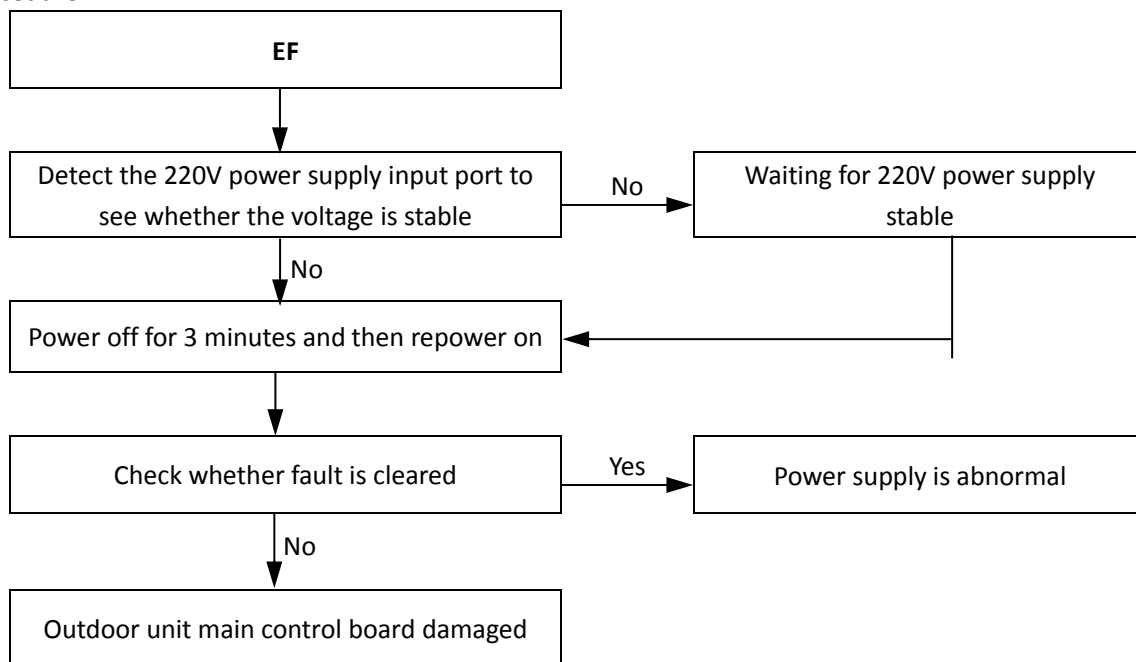 EF
Detect the 220V power supply input port to
see whether the voltage is stable
No
Waiting for 220V power supply
stable
No
Power off for 3 minutes and then repower on
Check whether fault is cleared
Yes
Power supply is abnormal
No
Outdoor unit main control board damaged